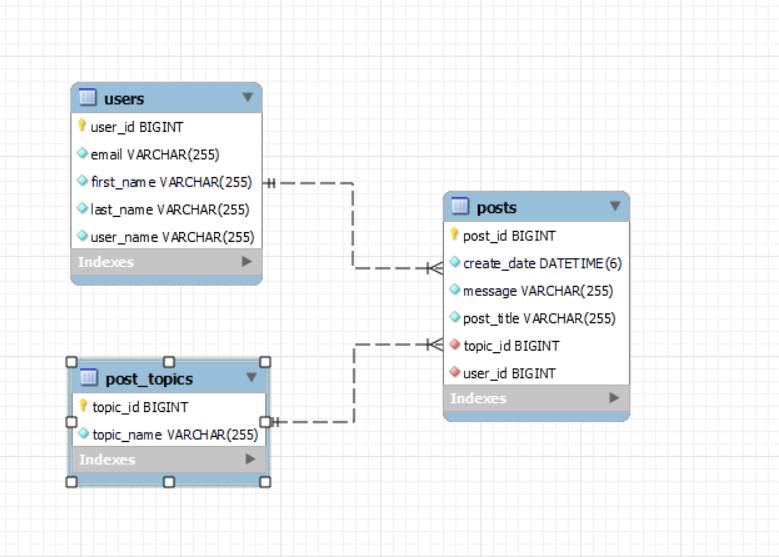 users
user_id BIGINT
email VARCHAR(255)
first_name VARCHAR(255)
last_name VARCHAR(255)
user_name VARCHAR(255)
Indexes
posts
post_id BIGINT
create_date DATETIME(6)
message VARCHAR(255)
post_title VARCHAR(255)
topic_id BIGINT
user_id BIGINT
Indexes
post_topics
topic_id BIGINT
topic_name VARCHAR(255)
Indexes